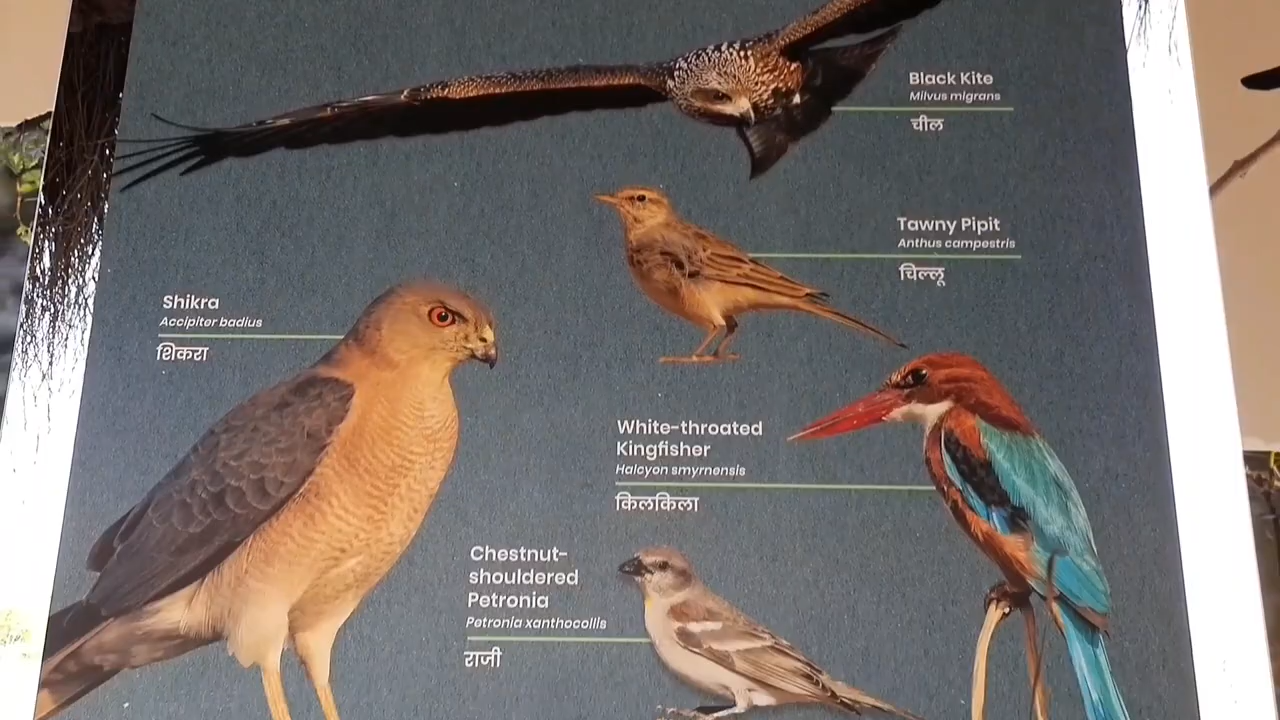 Black Kite
Milvus migrans
चील
Tawny Pipit
Anthus campestris
चिल्लू
Shikra
Accipiter badius
शिकरा
White-throated
Kingfisher
Halcyon smyrnensis
किलकिला
Chestnut-
shouldered
Petronia
Petronia xanthocollis
राजी